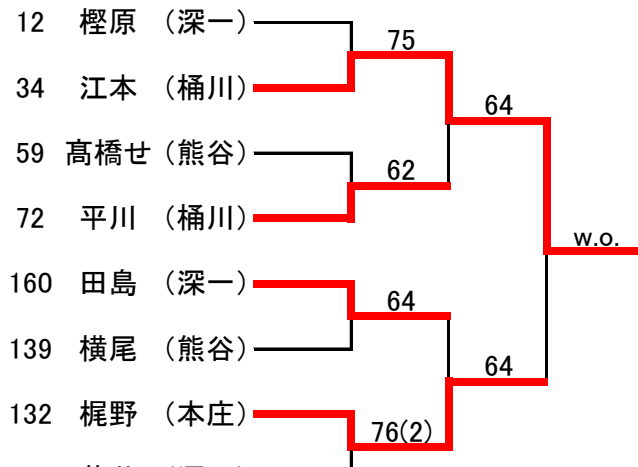 12 樫原 (深一)
75
34 江本 (桶川)
64
59 髙橋せ (熊谷)
62
72 平川 (桶川)
w.o.
160 田島 (深一)
64
139 横尾 (熊谷)
64
132 梶野 (本庄)
76(2)